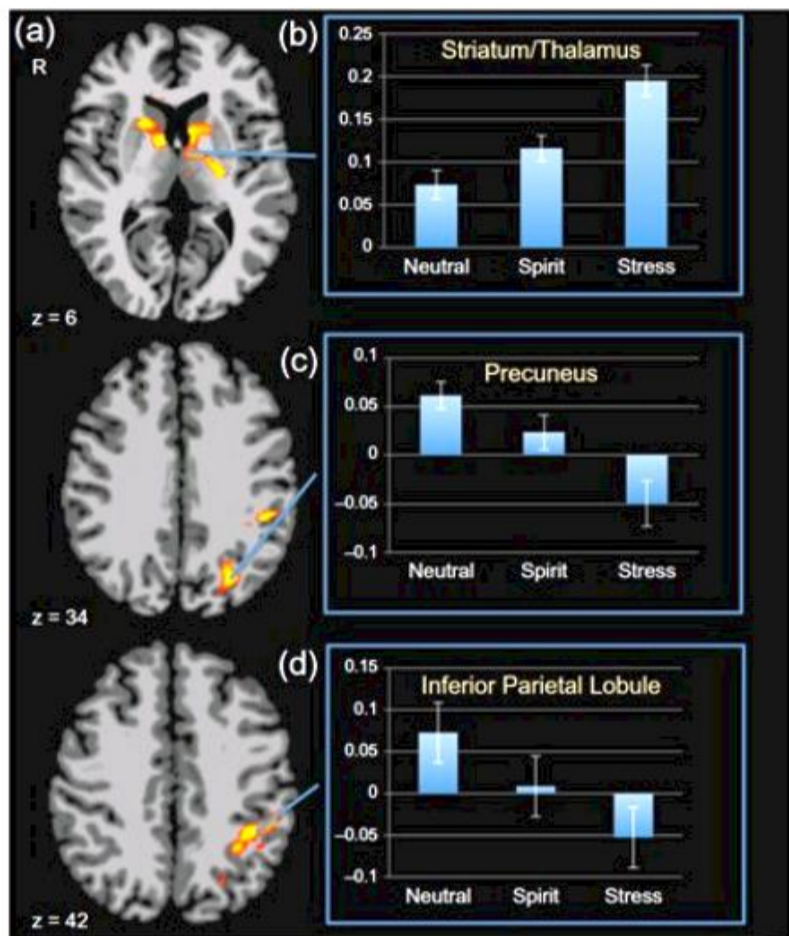 (a)
R
z = 6
z = 34
z = 42
(b)
Striatum/Thalamus
0.25
0.2
0.15
0.1
0.05
0
Neutral Spirit Stress
(c)
Precuneus
0.1
0.05
0
–0.05
–0.1
Neutral Spirit Stress
(d)
Inferior Parietal Lobule
0.15
0.1
0.05
0
–0.05
–0.1
Neutral Spirit Stress